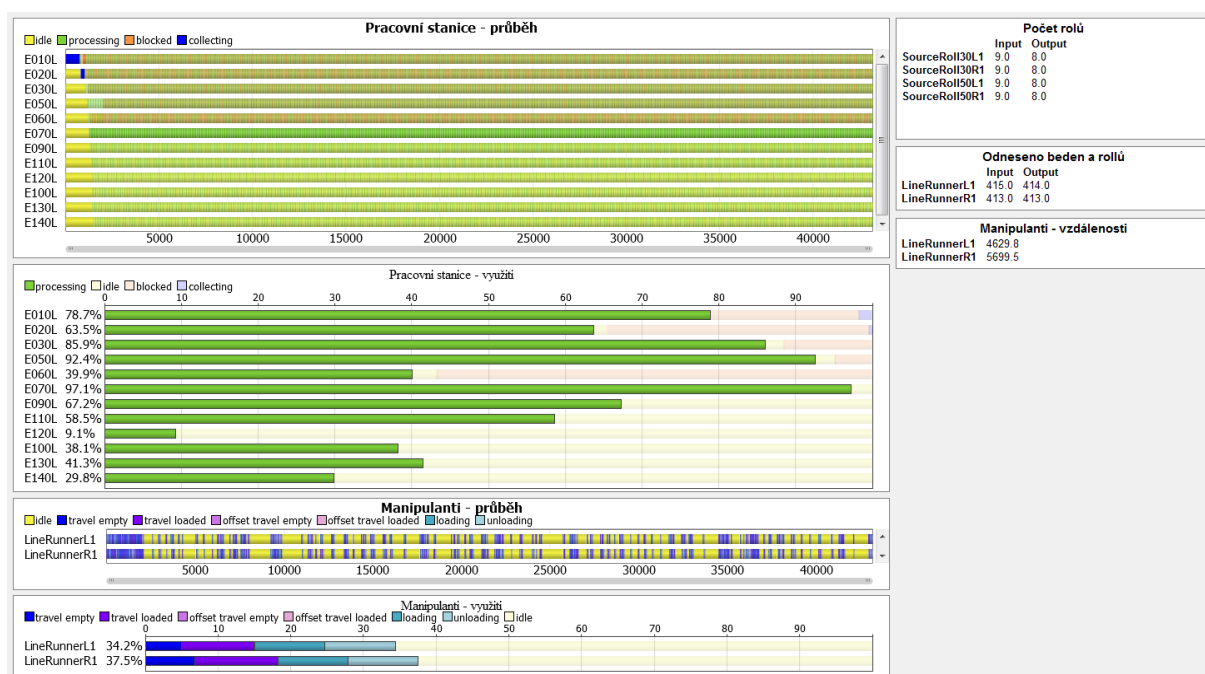 Pracovní stanice - průběh
idle processing blocked collecting
E010L
E020L
E030L
E050L
E060L
E070L
E090L
E110L
E120L
E100L
E130L
E140L
5000 10000 15000 20000 25000 30000 35000 40000
Pracovní stanice - využití
processing idle blocked collecting
0 10 20 30 40 50 60 70 80 90
E010L 78.7%
E020L 63.5%
E030L 85.9%
E050L 92.4%
E060L 39.9%
E070L 97.1%
E090L 67.2%
E110L 58.5%
E120L 9.1%
E100L 38.1%
E130L 41.3%
E140L 29.8%
Manipulanti - průběh
idle travel empty travel loaded offset travel empty offset travel loaded loading unloading
LineRunnerL1
LineRunnerR1
5000 10000 15000 20000 25000 30000 35000 40000
Manipulanti - využití
travel empty travel loaded offset travel empty offset travel loaded loading unloading idle
0 10 20 30 40 50 60 70 80 90
LineRunnerL1 34.2%
LineRunnerR1 37.5%
Počet rolů
Input Output
SourceRoll30L1 9.0 8.0
SourceRoll30R1 9.0 8.0
SourceRoll50L1 9.0 8.0
SourceRoll50R1 9.0 8.0
Odneseno beden a rollů
Input Output
LineRunnerL1 415.0 414.0
LineRunnerR1 413.0 413.0
Manipulanti - vzdálenosti
LineRunnerL1 4629.8
LineRunnerR1 5699.5